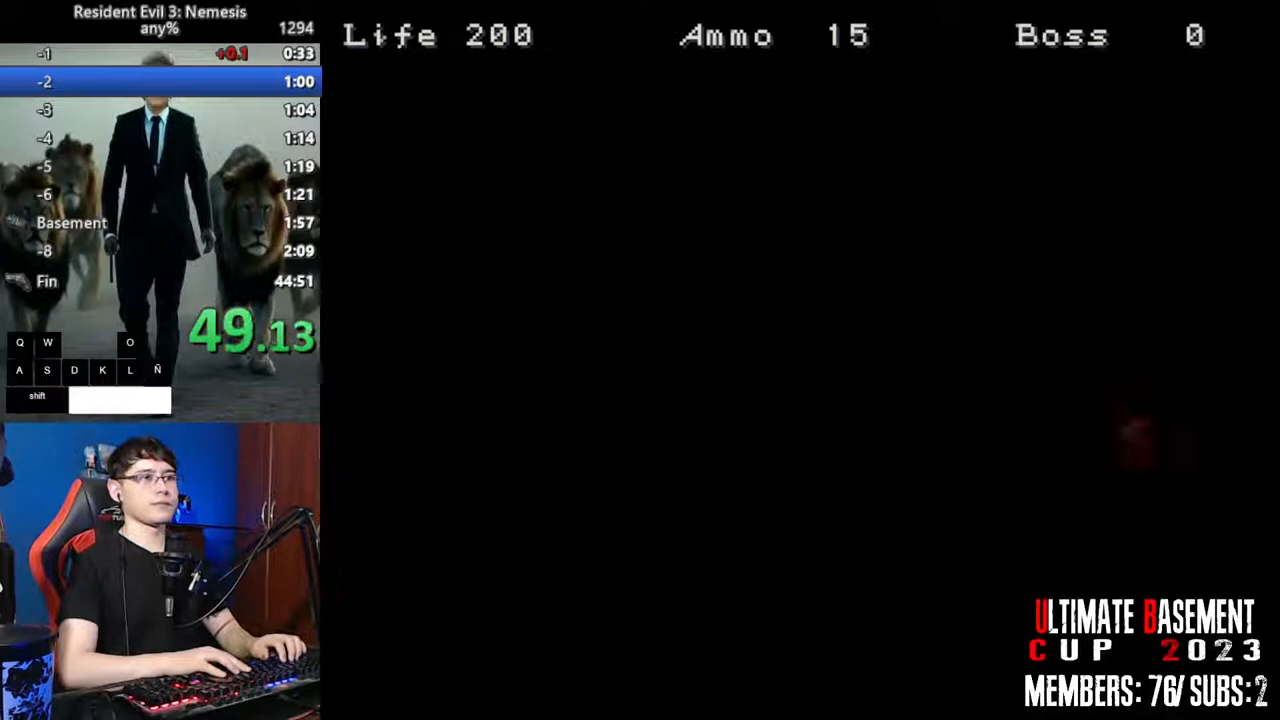 Resident Evil 3: Nemesis
any% 1294
-1 +0.1 0:33
-2 1:00
-3 1:04
-4 1:14
-5 1:19
-6 1:21
Basement 1:57
-8 2:09
Fin 44:51
49.13
Q W O
A S D K L Ñ
shift
Life 200 Ammo 15 Boss 0
ULTIMATE BASEMENT
CUP 2023
MEMBERS: 76/ SUBS:2